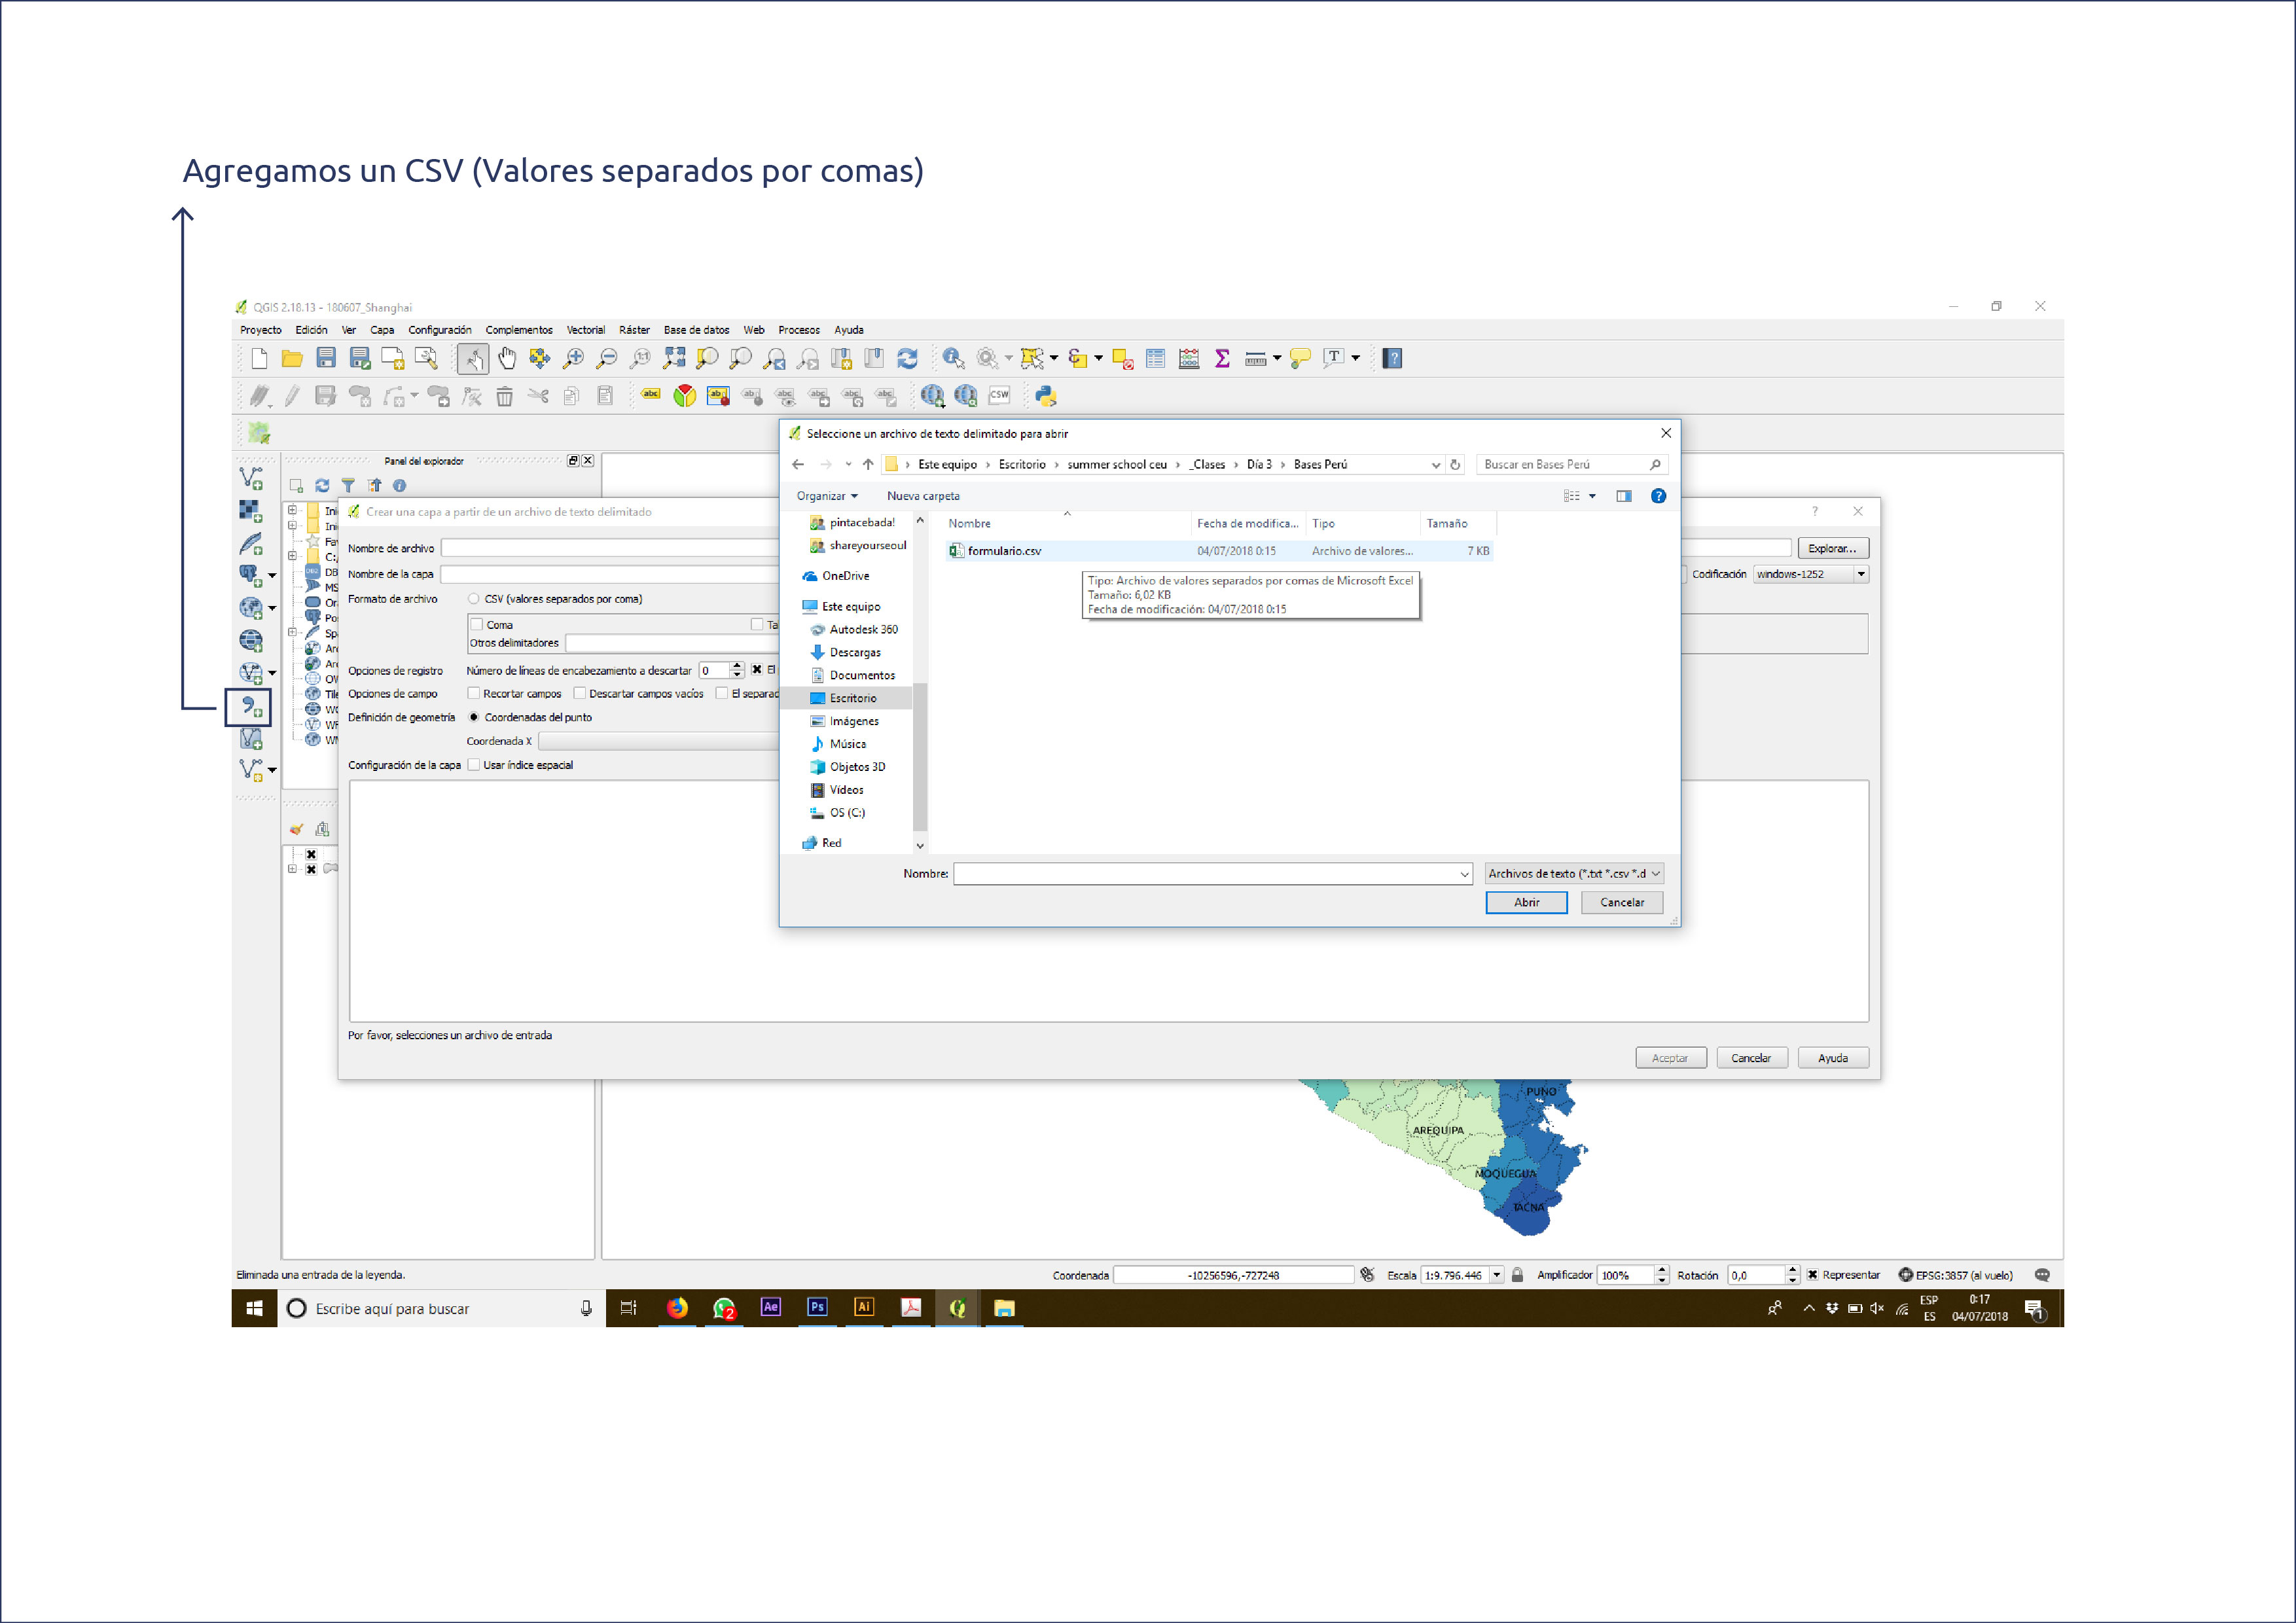 Agregamos un CSV (Valores separados por comas)
QGIS 2.18.13 - 180607_Shanghai
Proyecto Edición Ver Capa Configuración Complementos Vectorial Ráster Base de datos Web Procesos Ayuda
CSW
Panel del explorador
Seleccione un archivo de texto delimitado para abrir
Este equipo > Escritorio > summer school ceu > _Clases > Día 3 > Bases Perú
Buscar en Bases Perú
Organizar
Nueva carpeta
pintacebada!
shareyourseoul
OneDrive
Este equipo
Autodesk 360
Descargas
Documentos
Escritorio
Imágenes
Música
Objetos 3D
Vídeos
OS (C:)
Red
Nombre Fecha de modifica... Tipo Tamaño
formulario.csv 04/07/2018 0:15 Archivo de valores... 7 KB
Tipo: Archivo de valores separados por comas de Microsoft Excel
Tamaño: 6,02 KB
Fecha de modificación: 04/07/2018 0:15
Nombre:
Archivos de texto (*.txt *.csv *.d
Abrir Cancelar
Crear una capa a partir de un archivo de texto delimitado
Nombre de archivo
Explorar...
Nombre de la capa
Codificación windows-1252
Formato de archivo CSV (valores separados por coma)
Coma
Otros delimitadores
Opciones de registro Número de líneas de encabezamiento a descartar 0 El
Opciones de campo Recortar campos Descartar campos vacíos El separad
Definición de geometría Coordenadas del punto
Coordenada X
Configuración de la capa Usar índice espacial
Por favor, selecciones un archivo de entrada
Aceptar Cancelar Ayuda
PUNO
AREQUIPA
MOQUEGUA
TACNA
Eliminada una entrada de la leyenda.
Coordenada -10256596,-727248 Escala 1:9.796.446 Amplificador 100% Rotación 0,0 Representar EPSG:3857 (al vuelo)
Escribe aquí para buscar
2
Ae
Ps
Ai
ESP
ES
0:17
04/07/2018
1